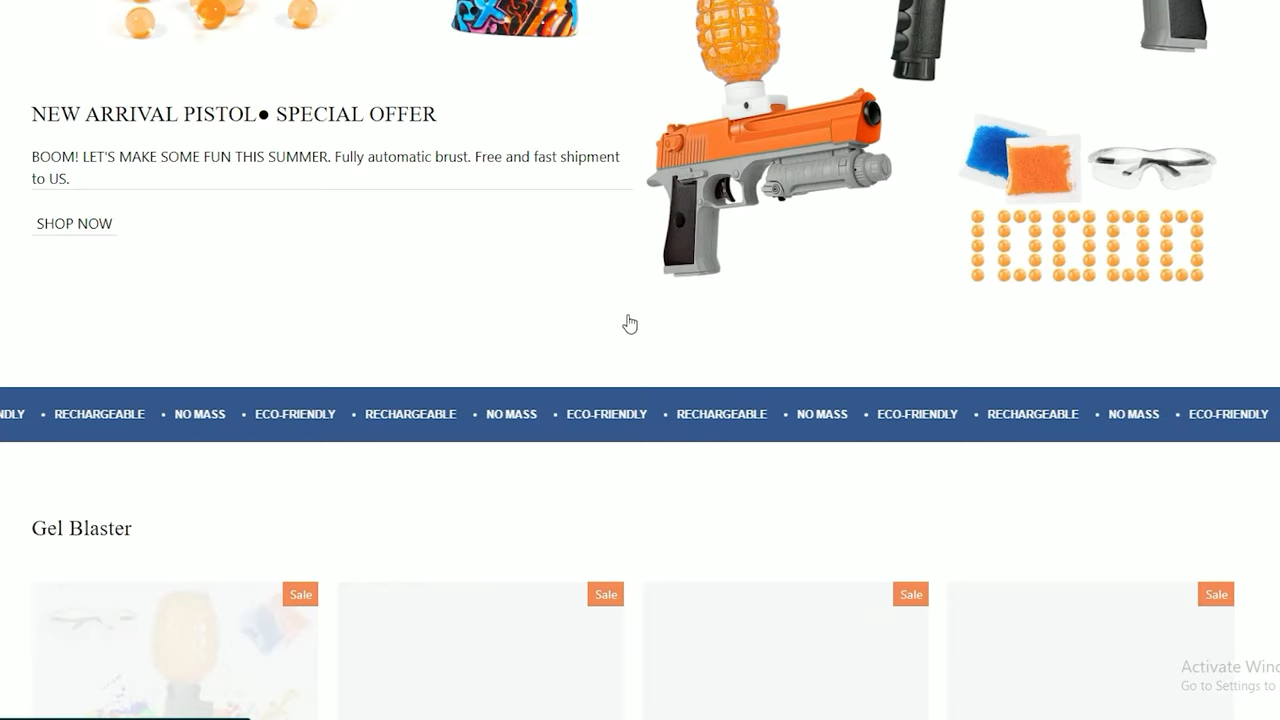 NEW ARRIVAL PISTOL● SPECIAL OFFER
BOOM! LET'S MAKE SOME FUN THIS SUMMER. Fully automatic brust. Free and fast shipment
to US.
SHOP NOW
10000
NDLY • RECHARGEABLE • NO MASS • ECO-FRIENDLY • RECHARGEABLE • NO MASS • ECO-FRIENDLY • RECHARGEABLE • NO MASS • ECO-FRIENDLY • RECHARGEABLE • NO MASS • ECO-FRIENDLY
Gel Blaster
Sale Sale Sale Sale
Activate Wind
Go to Settings to